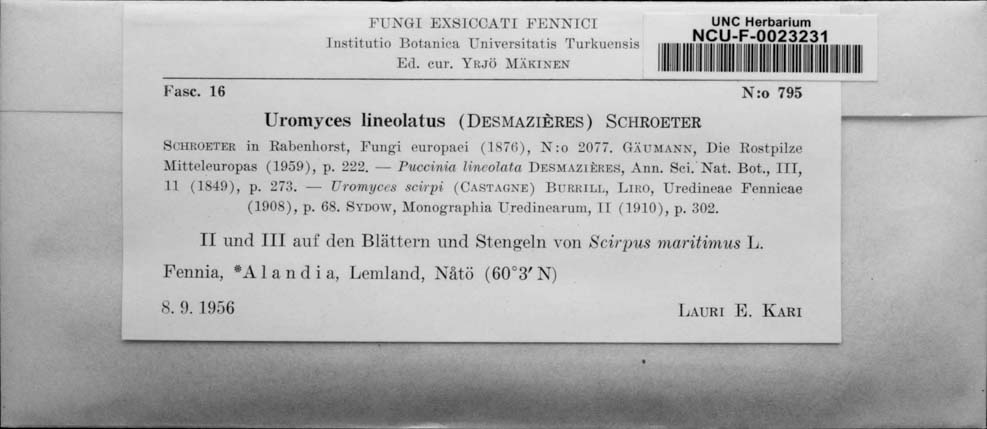 FUNGI EXSICCATI FENNICI
Institutio Botanica Universitatis Turkuensis
Ed. cur. YRJÖ MÄKINEN
UNC Herbarium
NCU-F-0023231
Fasc. 16 N:o 795
Uromyces lineolatus (DESMAZIÈRES) SCHROETER
SCHROETER in Rabenhorst, Fungi europaei (1876), N:o 2077. GÄUMANN, Die Rostpilze
Mitteleuropas (1959), p. 222. — Puccinia lineolata DESMAZIÈRES, Ann. Sci. Nat. Bot., III,
11 (1849), p. 273. — Uromyces scirpi (CASTAGNE) BURRILL, LIRO, Uredineae Fennicae
(1908), p. 68. SYDOW, Monographia Uredinearum, II (1910), p. 302.
II und III auf den Blättern und Stengeln von Scirpus maritimus L.
Fennia, *Alandia, Lemland, Nåtö (60°3′ N)
8. 9. 1956 LAURI E. KARI